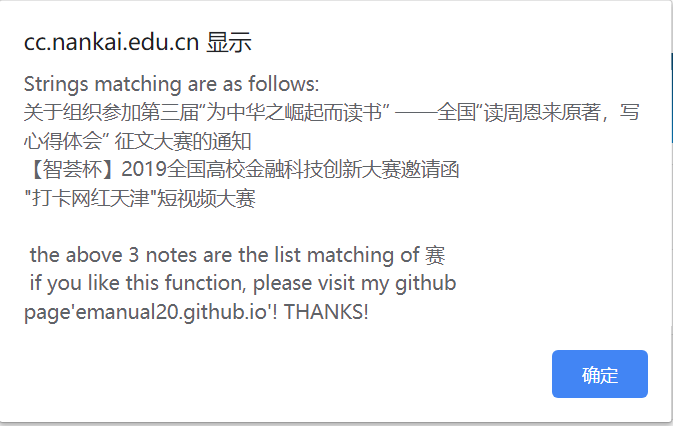 cc.nankai.edu.cn 显示
Strings matching are as follows:
关于组织参加第三届“为中华之崛起而读书” ——全国“读周恩来原著，写
心得体会” 征文大赛的通知
【智荟杯】2019全国高校金融科技创新大赛邀请函
"打卡网红天津"短视频大赛
the above 3 notes are the list matching of 赛
if you like this function, please visit my github
page'emanual20.github.io'! THANKS!
确定